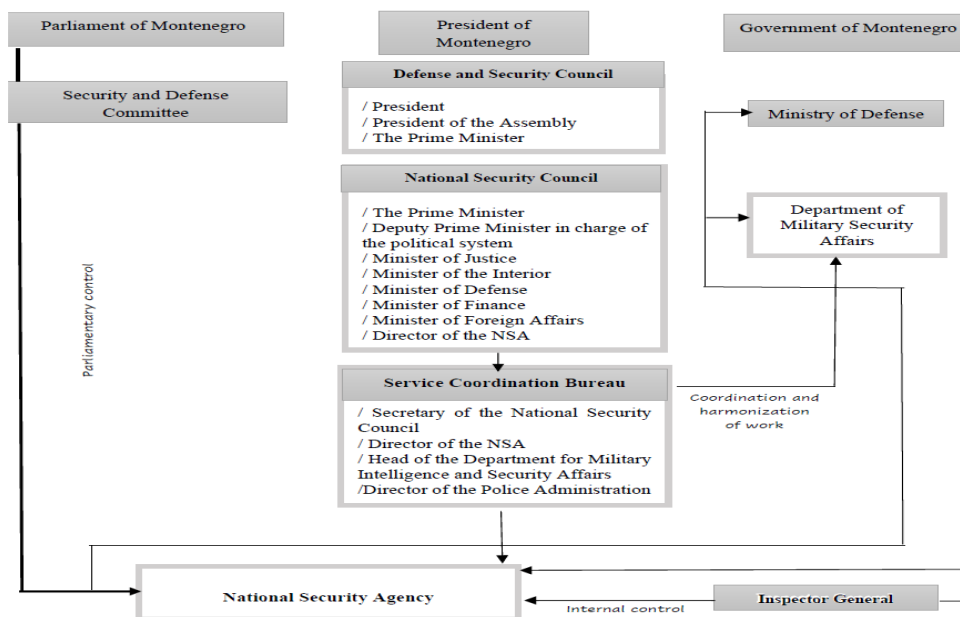 Parliament of Montenegro
President of
Montenegro
Government of Montenegro
Security and Defense
Committee
Defense and Security Council
/ President
/ President of the Assembly
/ The Prime Minister
Ministry of Defense
National Security Council
/ The Prime Minister
/ Deputy Prime Minister in charge of
the political system
/ Minister of Justice
/ Minister of the Interior
/ Minister of Defense
/ Minister of Finance
/ Minister of Foreign Affairs
/ Director of the NSA
Department of
Military Security
Affairs
Parliamentary control
Service Coordination Bureau
/ Secretary of the National Security
Council
/ Director of the NSA
/ Head of the Department for Military
Intelligence and Security Affairs
/Director of the Police Administration
Coordination and
harmonization
of work
National Security Agency
Internal control
Inspector General